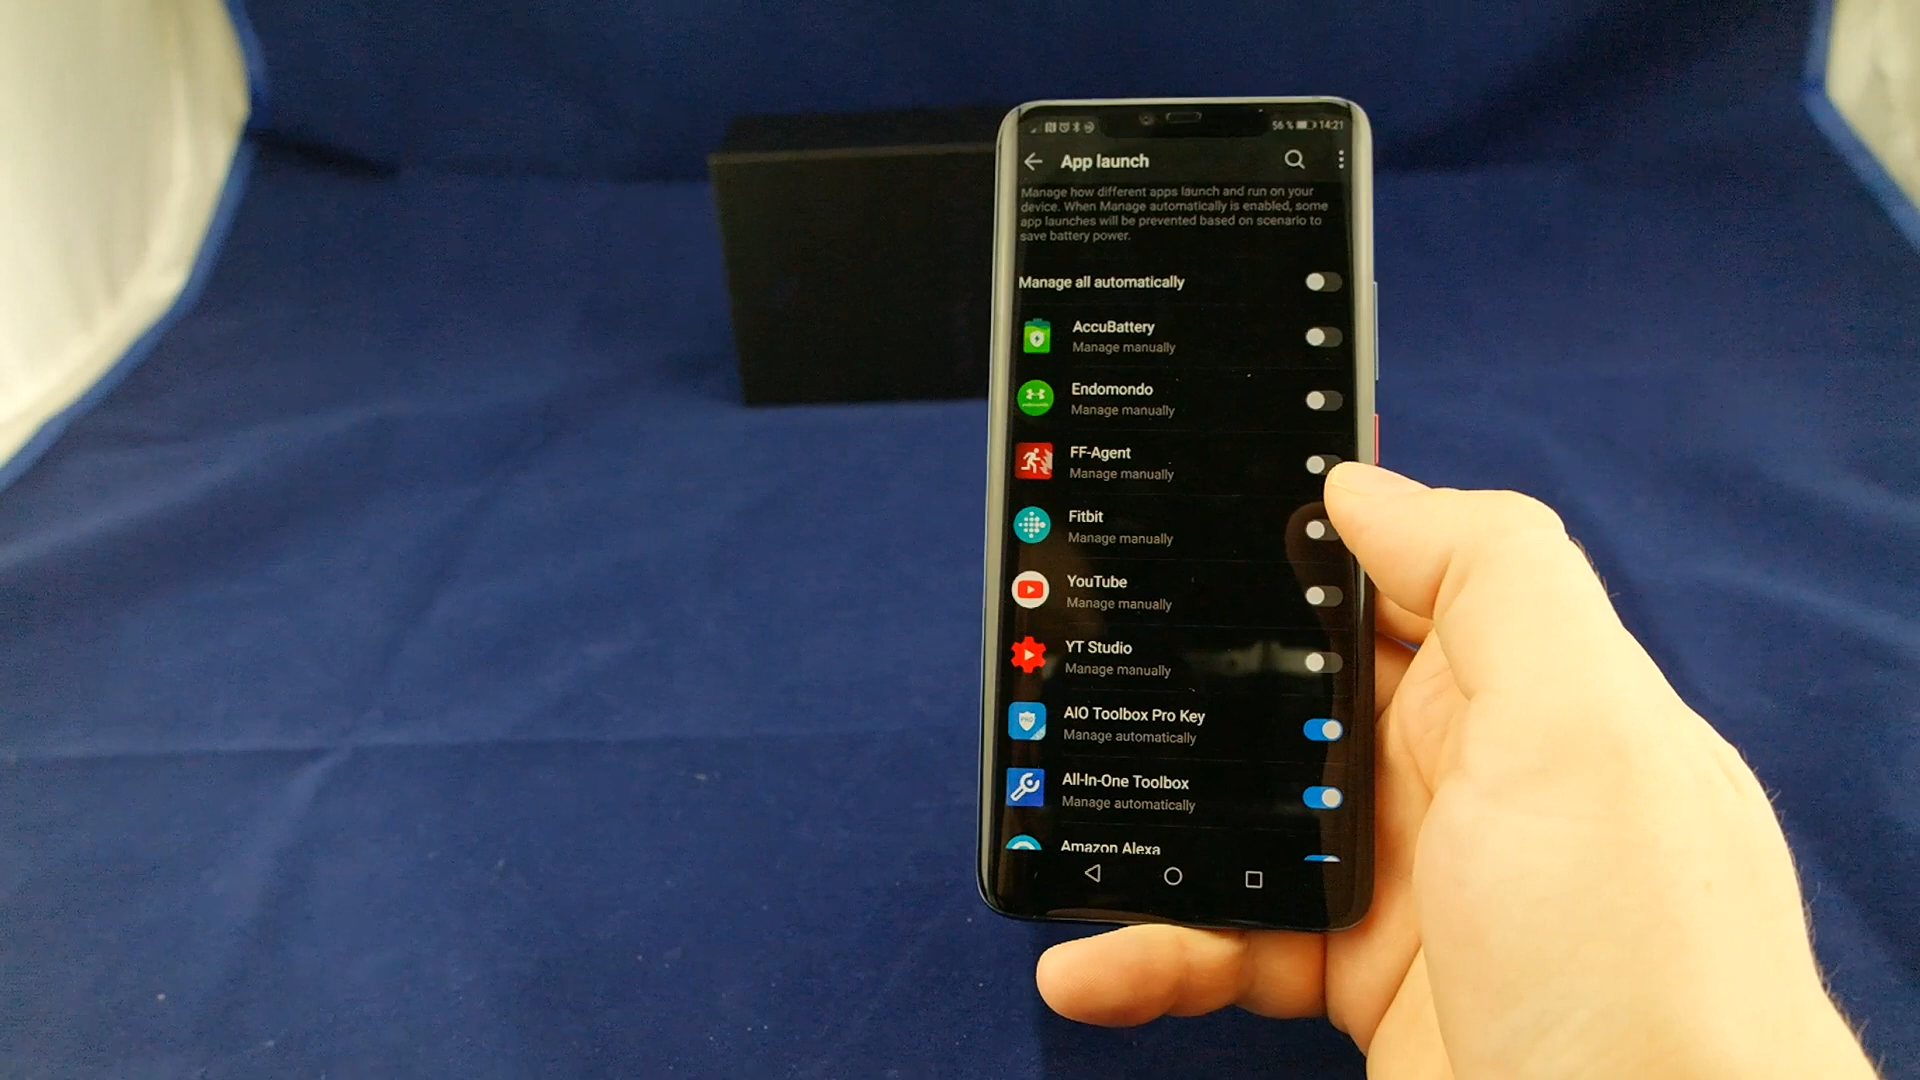 56 % 14:21
App launch
Manage how different apps launch and run on your
device. When Manage automatically is enabled, some
app launches will be prevented based on scenario to
save battery power.
Manage all automatically
AccuBattery
Manage manually
Endomondo
Manage manually
FF-Agent
Manage manually
Fitbit
Manage manually
YouTube
Manage manually
YT Studio
Manage manually
PRO
AIO Toolbox Pro Key
Manage automatically
All-In-One Toolbox
Manage automatically
Amazon Alexa